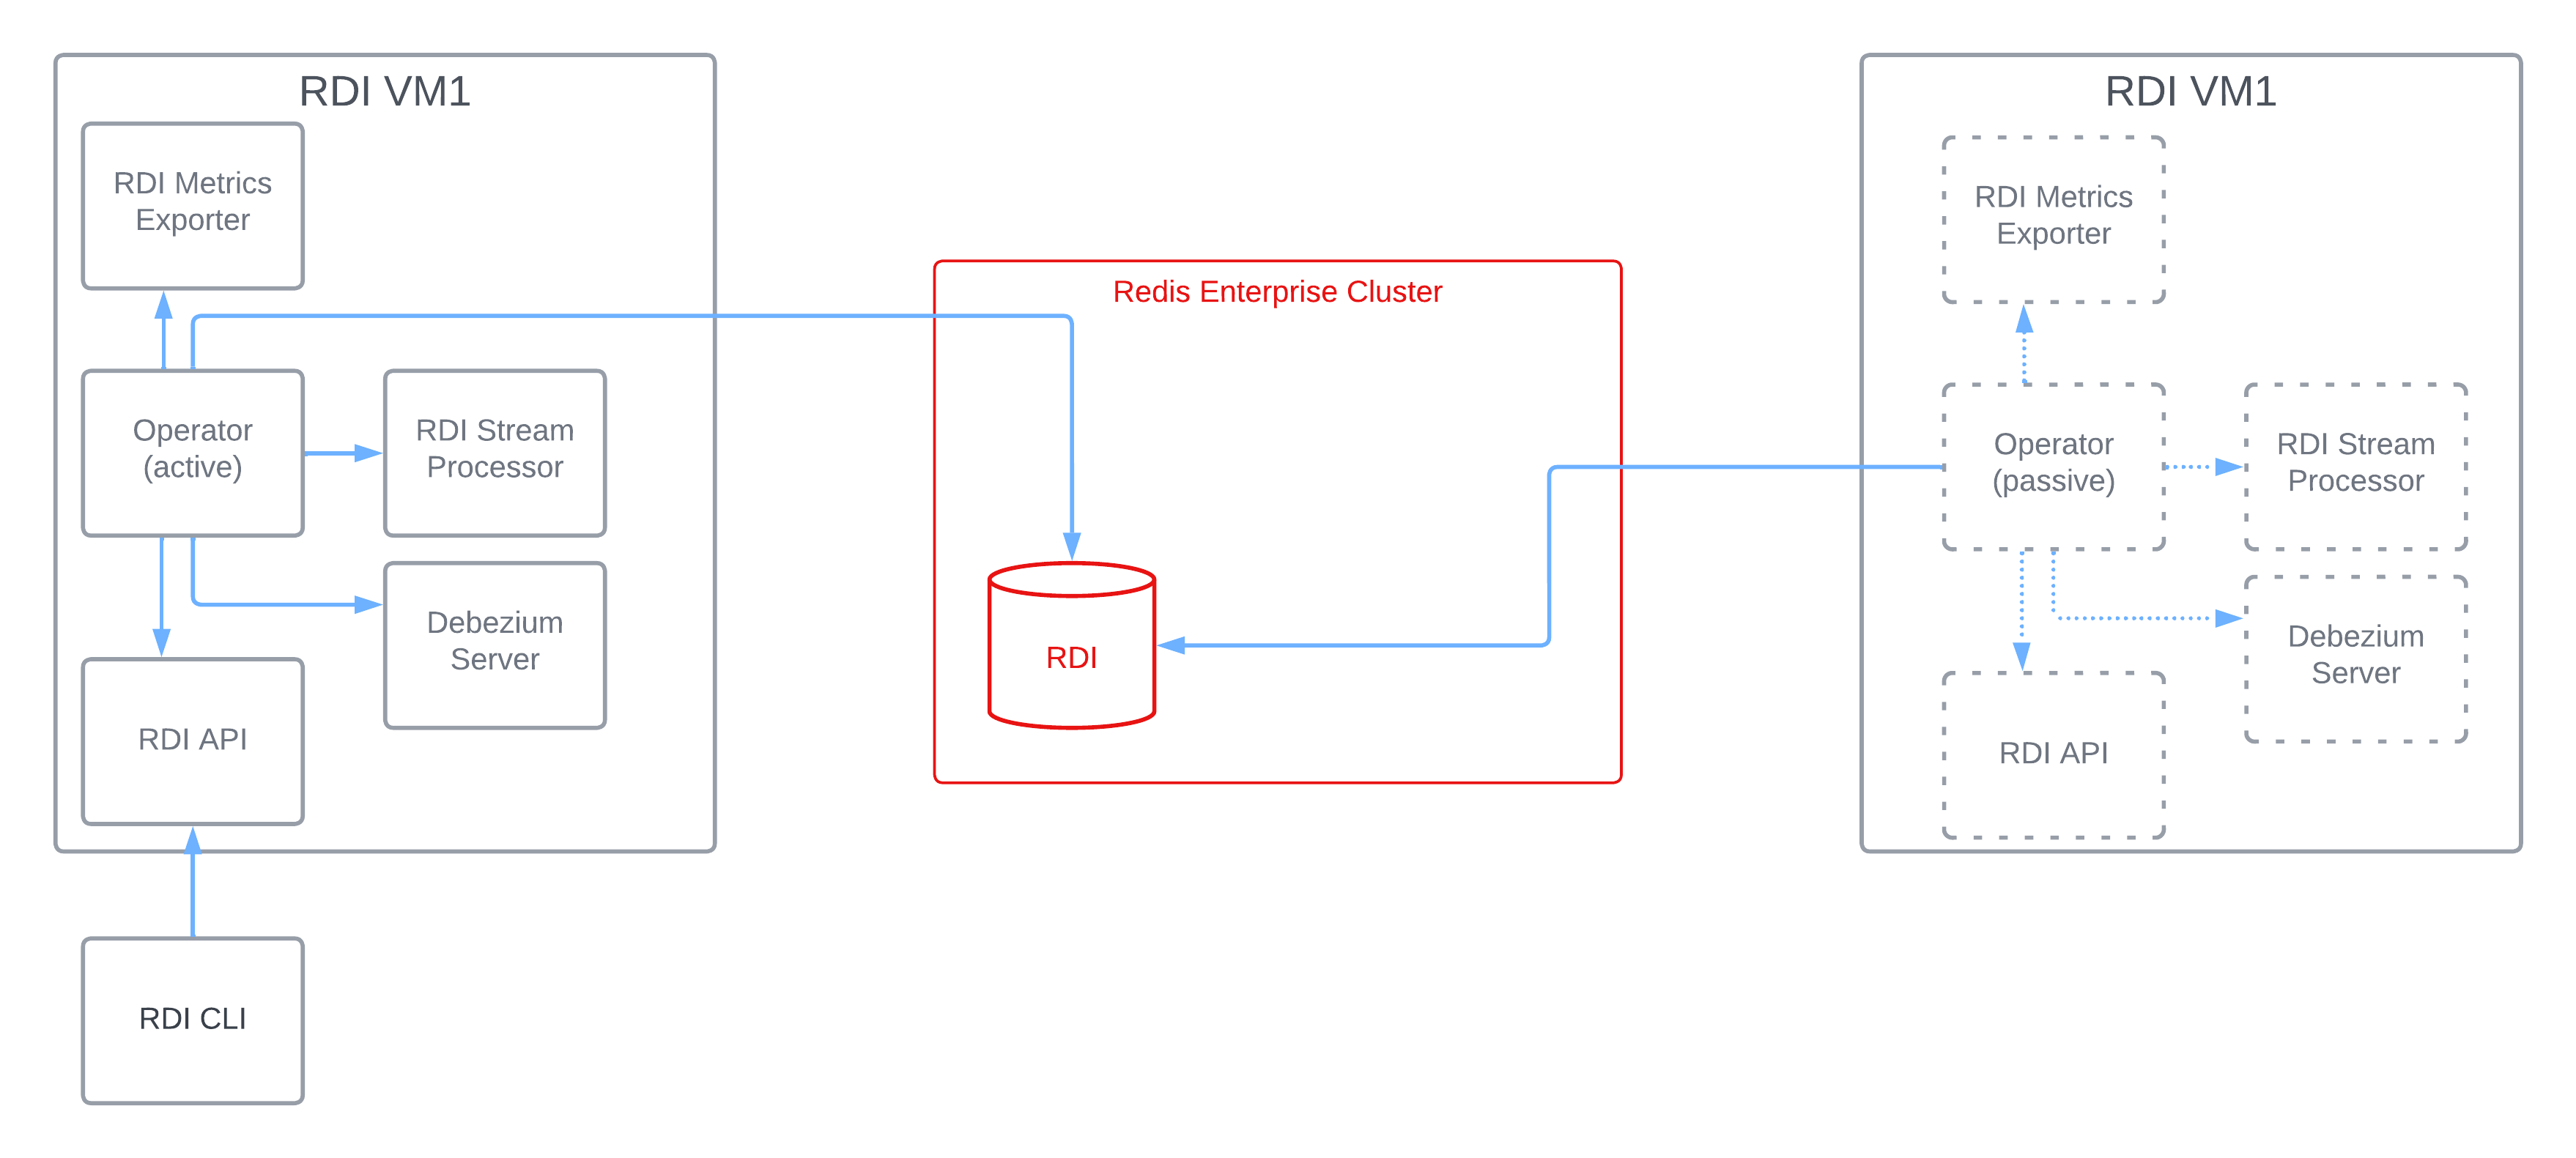 RDI VM1
RDI Metrics
Exporter
Operator
(active)
RDI Stream
Processor
Debezium
Server
RDI API
RDI CLI
Redis Enterprise Cluster
RDI
RDI VM1
RDI Metrics
Exporter
Operator
(passive)
RDI Stream
Processor
Debezium
Server
RDI API